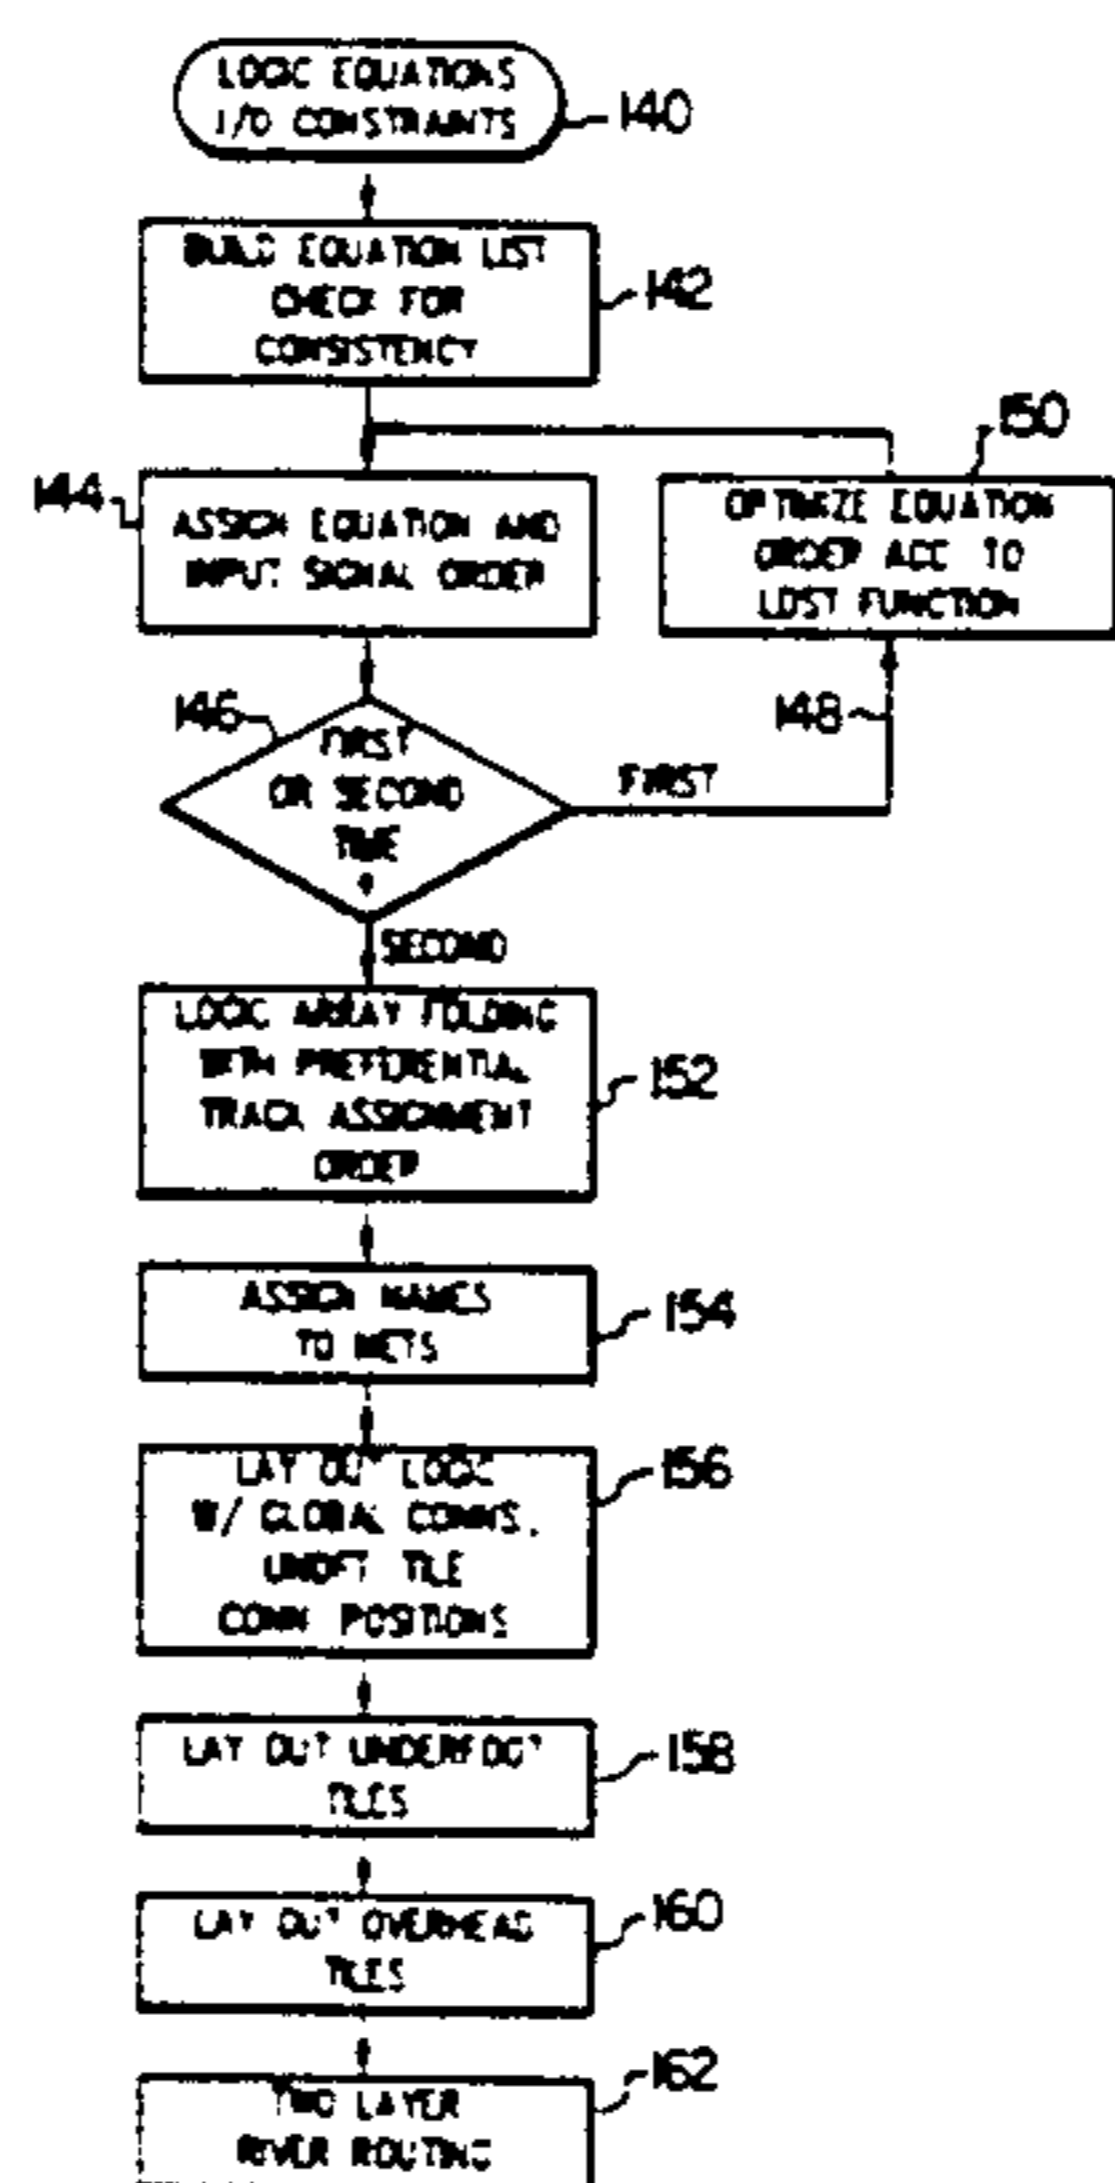 LOGIC EQUATIONS
I/O CONSTRAINTS
140
BUILD EQUATION LIST
CHECK FOR
CONSISTENCY
142
150
144
ASSIGN EQUATION AND
INPUT SIGNAL ORDER
OPTIMIZE EQUATION
ORDER ACC TO
COST FUNCTION
146
FIRST
OR SECOND
TIME
?
148
FIRST
SECOND
LOGIC ARRAY FOLDING
WITH PREFERENTIAL
TRACK ASSIGNMENT
ORDER
152
ASSIGN NAMES
TO NETS
154
LAY OUT LOGIC
W/ GLOBAL CONNS,
UNDFT TILE
CONN POSITIONS
156
LAY OUT UNDERFOOT
TILES
158
LAY OUT OVERHEAD
TILES
160
TWO LAYER
RIVER ROUTING
162